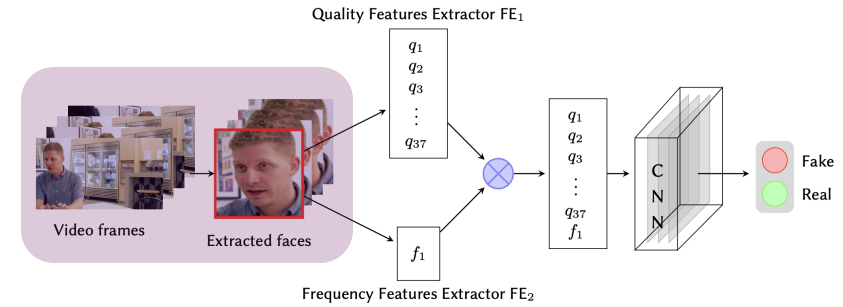 Quality Features Extractor FE₁
q₁
q₂
q₃
⋮
q₃₇
Video frames
Extracted faces
f₁
Frequency Features Extractor FE₂
q₁
q₂
q₃
⋮
q₃₇
f₁
C
N
N
Fake
Real